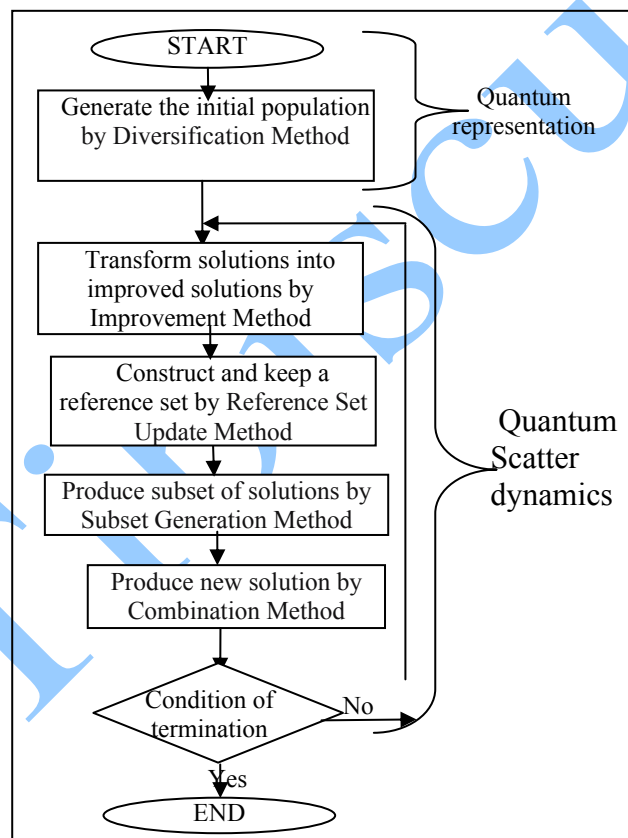 START
Generate the initial population
by Diversification Method
Quantum
representation
Transform solutions into
improved solutions by
Improvement Method
Construct and keep a
reference set by Reference Set
Update Method
Quantum
Scatter
dynamics
Produce subset of solutions by
Subset Generation Method
Produce new solution by
Combination Method
Condition of
termination
No
Yes
END